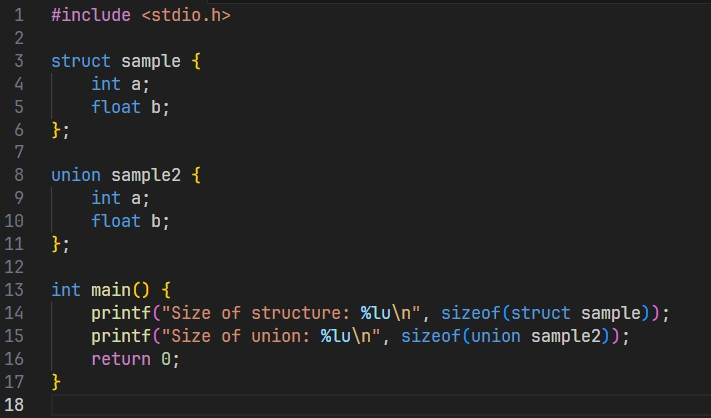 1 #include <stdio.h>
2
3 struct sample {
4     int a;
5     float b;
6 };
7
8 union sample2 {
9     int a;
10     float b;
11 };
12
13 int main() {
14     printf("Size of structure: %lu\n", sizeof(struct sample));
15     printf("Size of union: %lu\n", sizeof(union sample2));
16     return 0;
17 }
18